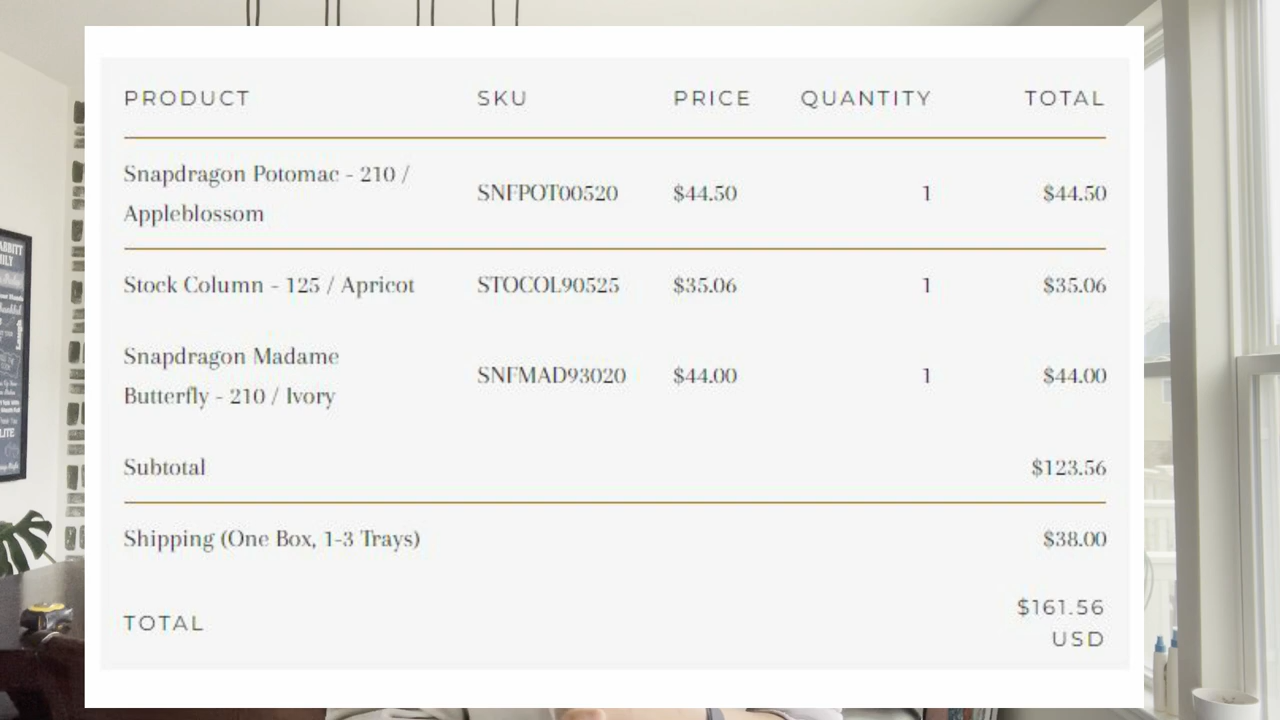 PRODUCT SKU PRICE QUANTITY TOTAL
Snapdragon Potomac - 210 /
Appleblossom
SNFPOT00520 $44.50 1 $44.50
Stock Column - 125 / Apricot STOCOL90525 $35.06 1 $35.06
Snapdragon Madame
Butterfly - 210 / Ivory
SNFMAD93020 $44.00 1 $44.00
Subtotal $123.56
Shipping (One Box, 1-3 Trays) $38.00
TOTAL
$161.56
USD